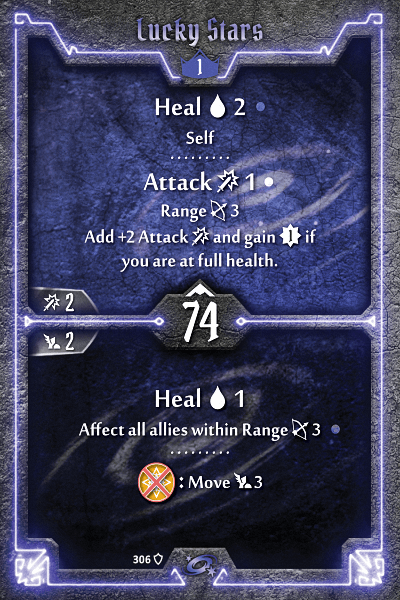 Lucky Stars
1
Heal 2
Self
Attack 1
Range 3
Add +2 Attack and gain 1 if
you are at full health.
2
74
2
Heal 1
Affect all allies within Range 3
: Move 3
306